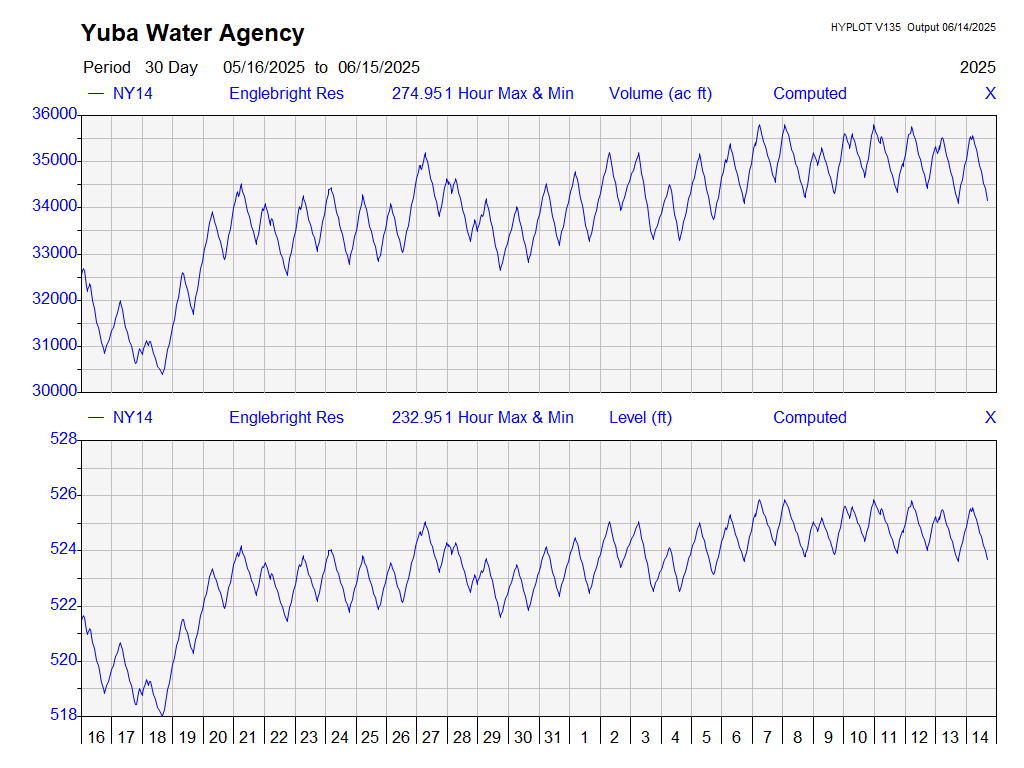 Yuba Water Agency
HYPLOT V135 Output 06/14/2025
Period 30 Day 05/16/2025 to 06/15/2025 2025
NY14 Englebright Res 274.951 Hour Max & Min Volume (ac ft) Computed X
36000
35000
34000
33000
32000
31000
30000
NY14 Englebright Res 232.951 Hour Max & Min Level (ft) Computed X
528
526
524
522
520
518
16 17 18 19 20 21 22 23 24 25 26 27 28 29 30 31 1 2 3 4 5 6 7 8 9 10 11 12 13 14